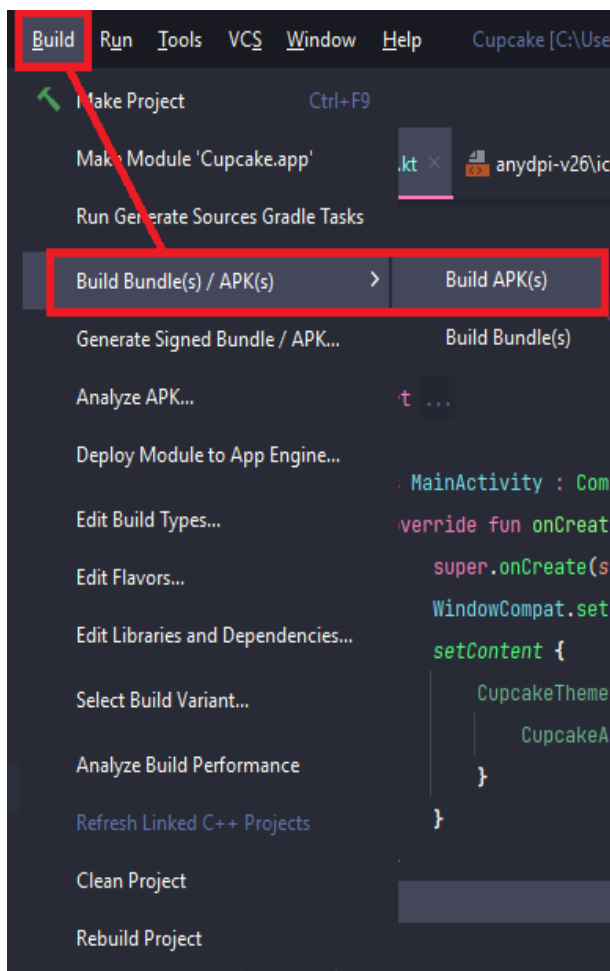 Build Run Tools VCS Window Help Cupcake [C:\Use
Make Project Ctrl+F9
Make Module 'Cupcake.app'
.kt × anydpi-v26\ic
Run Generate Sources Gradle Tasks
Build Bundle(s) / APK(s) > Build APK(s)
Generate Signed Bundle / APK... Build Bundle(s)
Analyze APK...
t ...
Deploy Module to App Engine...
MainActivity : Com
Edit Build Types...
verride fun onCreat
Edit Flavors...
super.onCreate(s
WindowCompat.set
Edit Libraries and Dependencies...
setContent {
Select Build Variant...
CupcakeTheme
CupcakeA
Analyze Build Performance
}
Refresh Linked C++ Projects
}
Clean Project
Rebuild Project